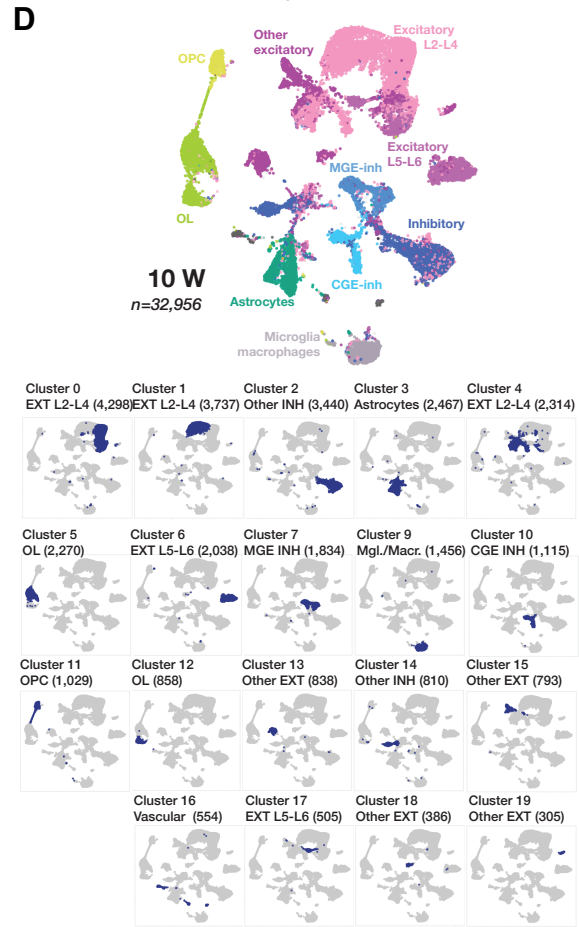 D
Excitatory
L2-L4
Other
excitatory
OPC
Excitatory
L5-L6
MGE-inh
OL
Inhibitory
10 W
n=32,956
CGE-inh
Astrocytes
Microglia
macrophages
Cluster 0
EXT L2-L4 (4,298)
Cluster 1
EXT L2-L4 (3,737)
Cluster 2
Other INH (3,440)
Cluster 3
Astrocytes (2,467)
Cluster 4
EXT L2-L4 (2,314)
Cluster 5
OL (2,270)
Cluster 6
EXT L5-L6 (2,038)
Cluster 7
MGE INH (1,834)
Cluster 9
Mgl./Macr. (1,456)
Cluster 10
CGE INH (1,115)
Cluster 11
OPC (1,029)
Cluster 12
OL (858)
Cluster 13
Other EXT (838)
Cluster 14
Other INH (810)
Cluster 15
Other EXT (793)
Cluster 16
Vascular (554)
Cluster 17
EXT L5-L6 (505)
Cluster 18
Other EXT (386)
Cluster 19
Other EXT (305)